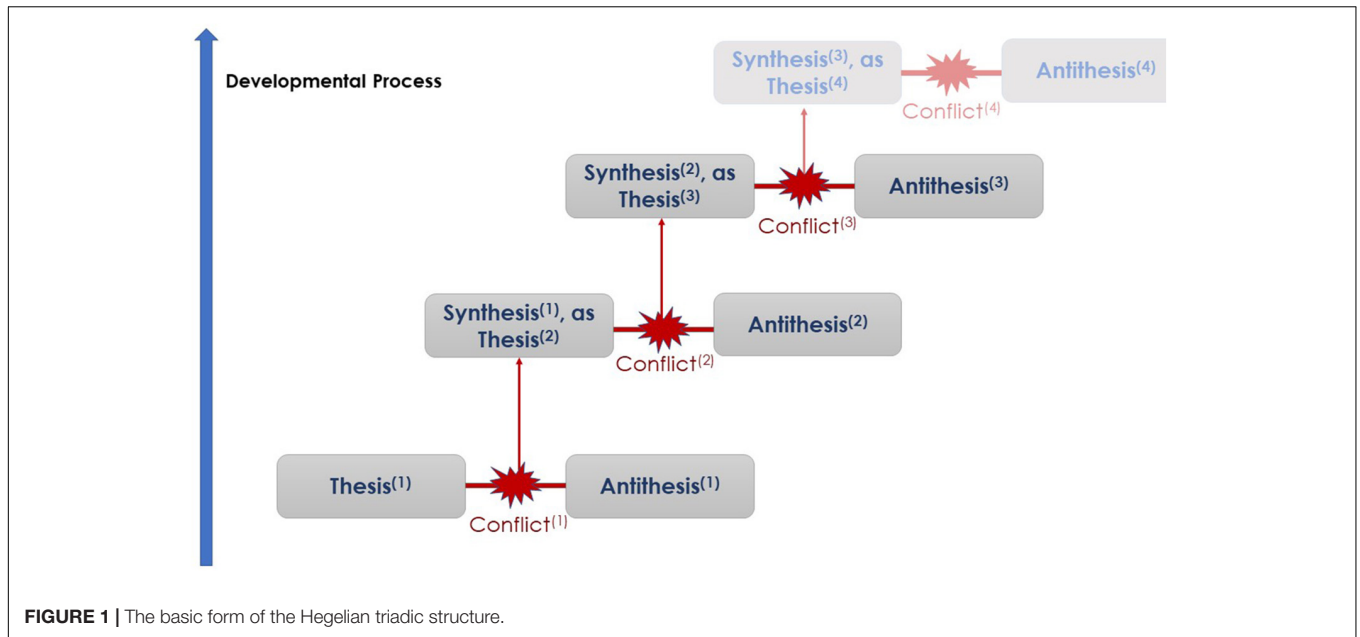 Developmental Process
Synthesis(3), as
Thesis(4)
Antithesis(4)
Conflict(4)
Synthesis(2), as
Thesis(3)
Antithesis(3)
Conflict(3)
Synthesis(1), as
Thesis(2)
Antithesis(2)
Conflict(2)
Thesis(1)
Antithesis(1)
Conflict(1)
FIGURE 1 | The basic form of the Hegelian triadic structure.